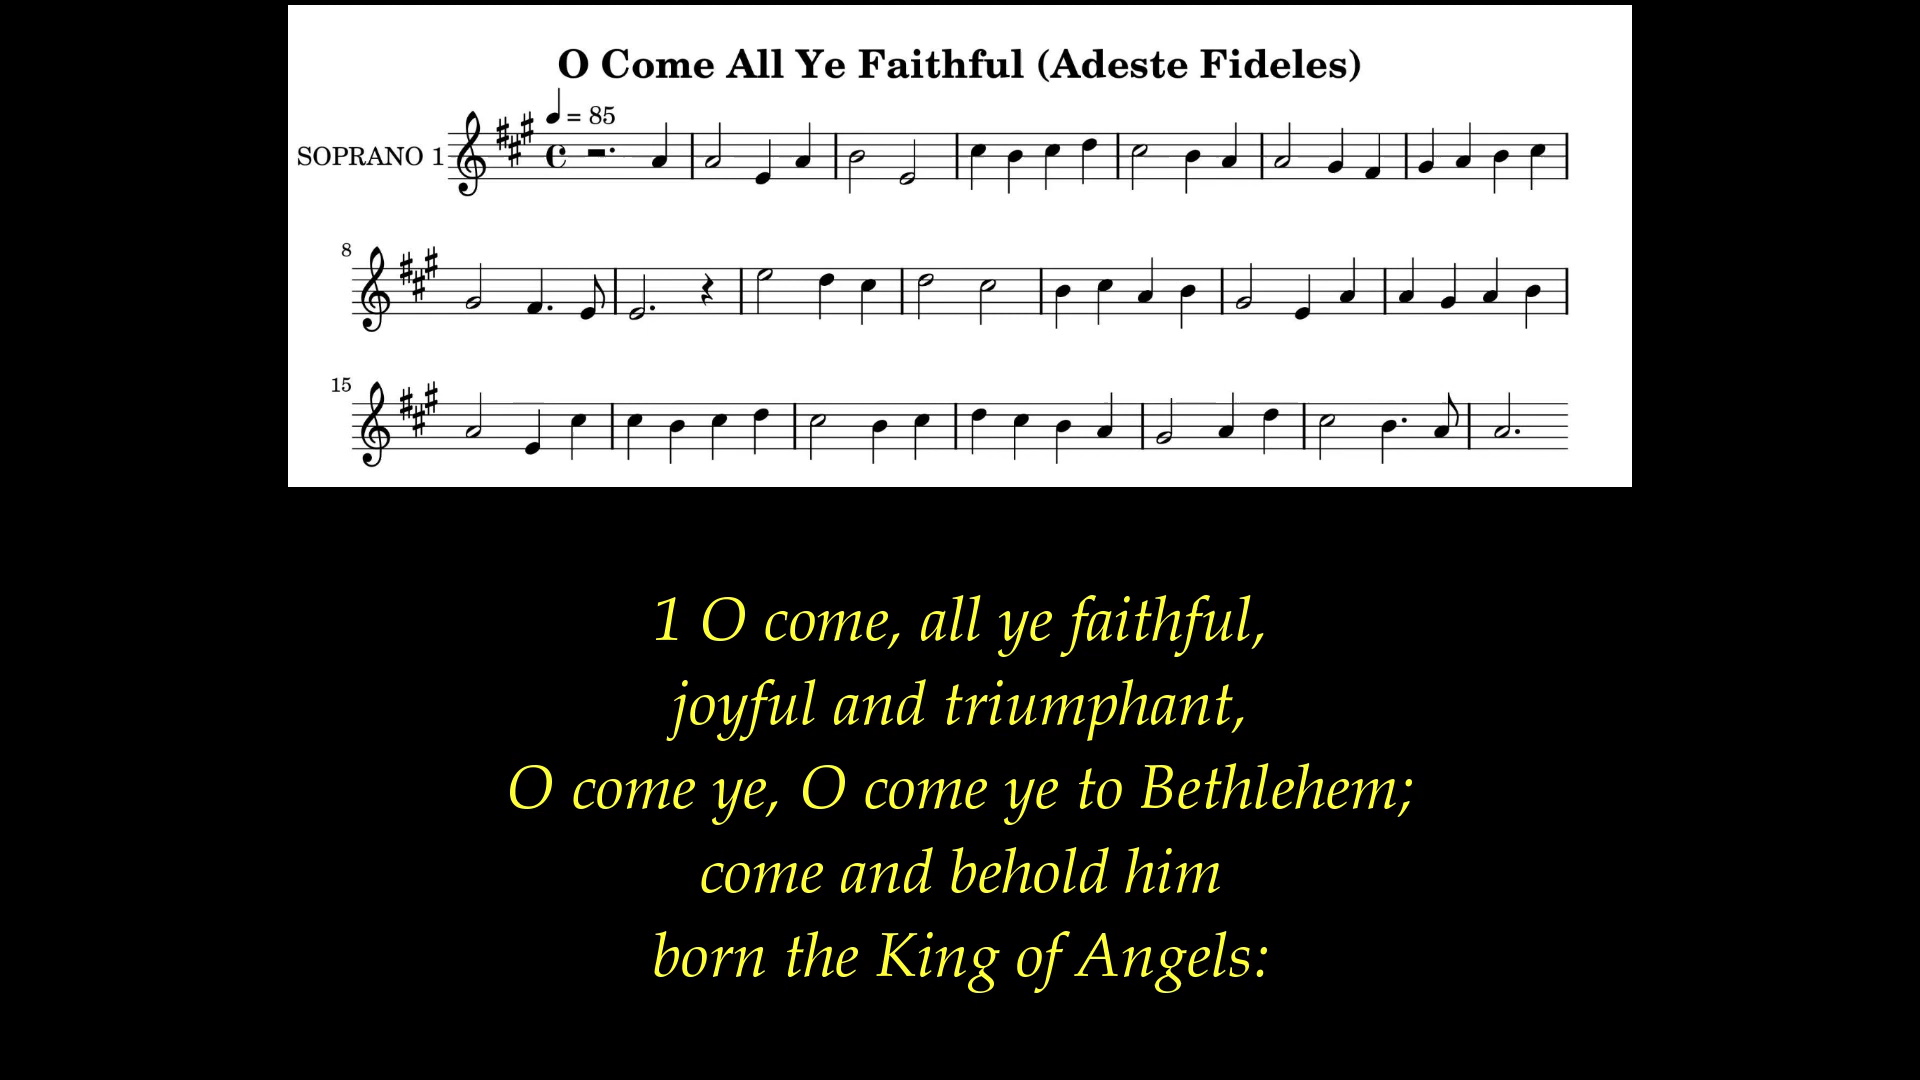 O Come All Ye Faithful (Adeste Fideles)
= 85
SOPRANO 1
8
15
1 O come, all ye faithful,
joyful and triumphant,
O come ye, O come ye to Bethlehem;
come and behold him
born the King of Angels: